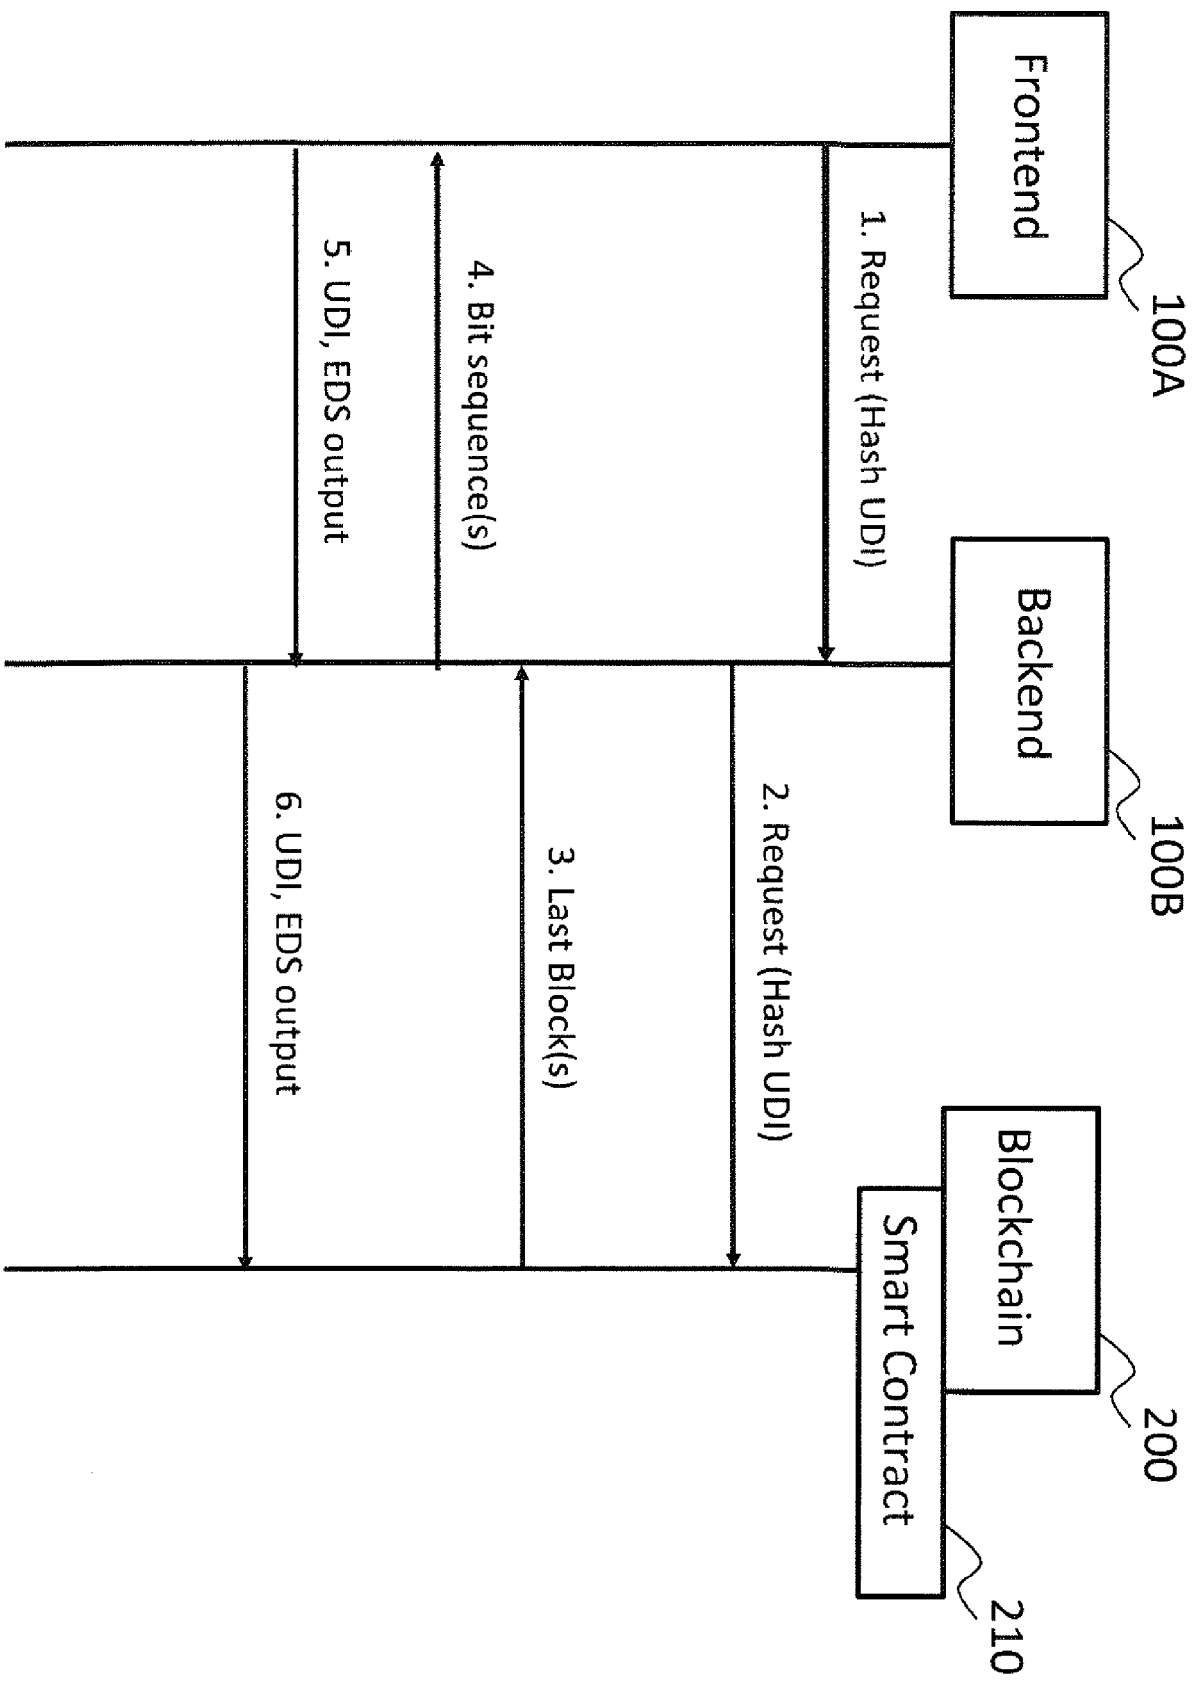 Frontend
100A
Backend
100B
Blockchain
200
Smart Contract
210
1. Request (Hash UDI)
2. Request (Hash UDI)
3. Last Block(s)
4. Bit sequence(s)
5. UDI, EDS output
6. UDI, EDS output